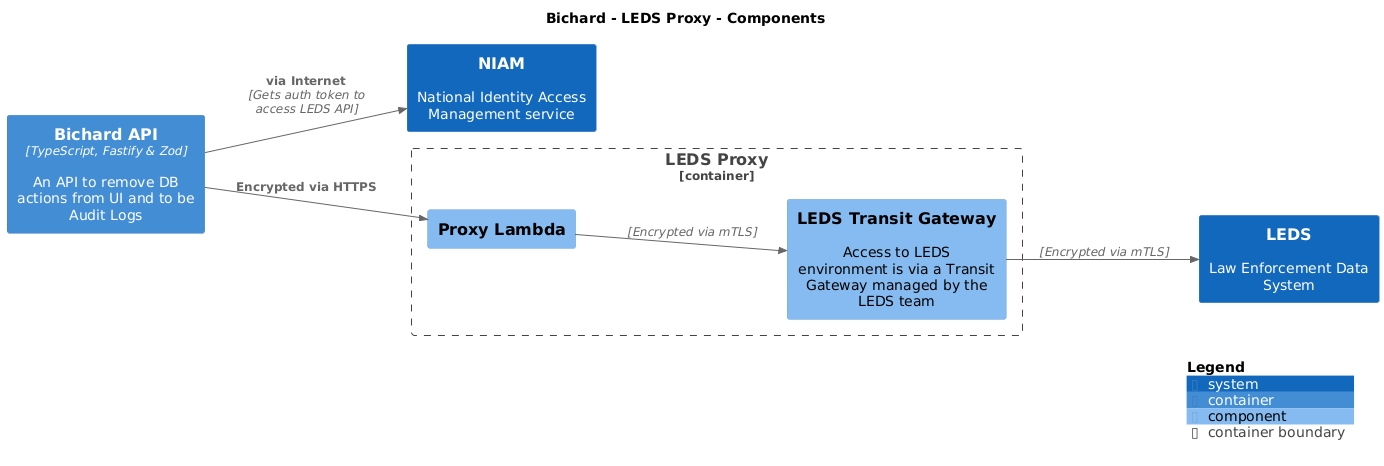 Bichard - LEDS Proxy - Components
NIAM
National Identity Access
Management service
via Internet
[Gets auth token to
access LEDS API]
Bichard API
[TypeScript, Fastify & Zod]
An API to remove DB
actions from UI and to be
Audit Logs
Encrypted via HTTPS
LEDS Proxy
[container]
Proxy Lambda
[Encrypted via mTLS]
LEDS Transit Gateway
Access to LEDS
environment is via a Transit
Gateway managed by the
LEDS team
[Encrypted via mTLS]
LEDS
Law Enforcement Data
System
Legend
system
container
component
container boundary